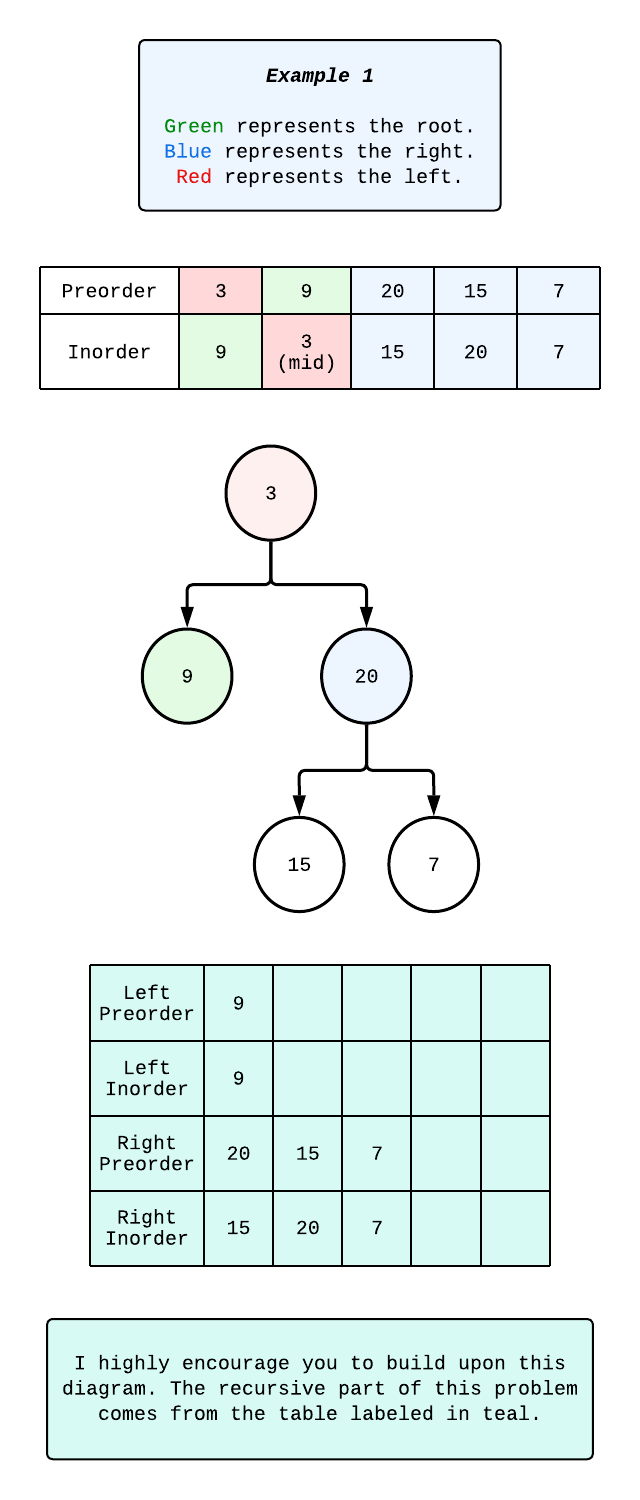 Example 1
Green represents the root.
Blue represents the right.
Red represents the left.
Preorder 3 9 20 15 7
Inorder 9 3 (mid) 15 20 7
3
9 20
15 7
Left Preorder 9
Left Inorder 9
Right Preorder 20 15 7
Right Inorder 15 20 7
I highly encourage you to build upon this
diagram. The recursive part of this problem
comes from the table labeled in teal.